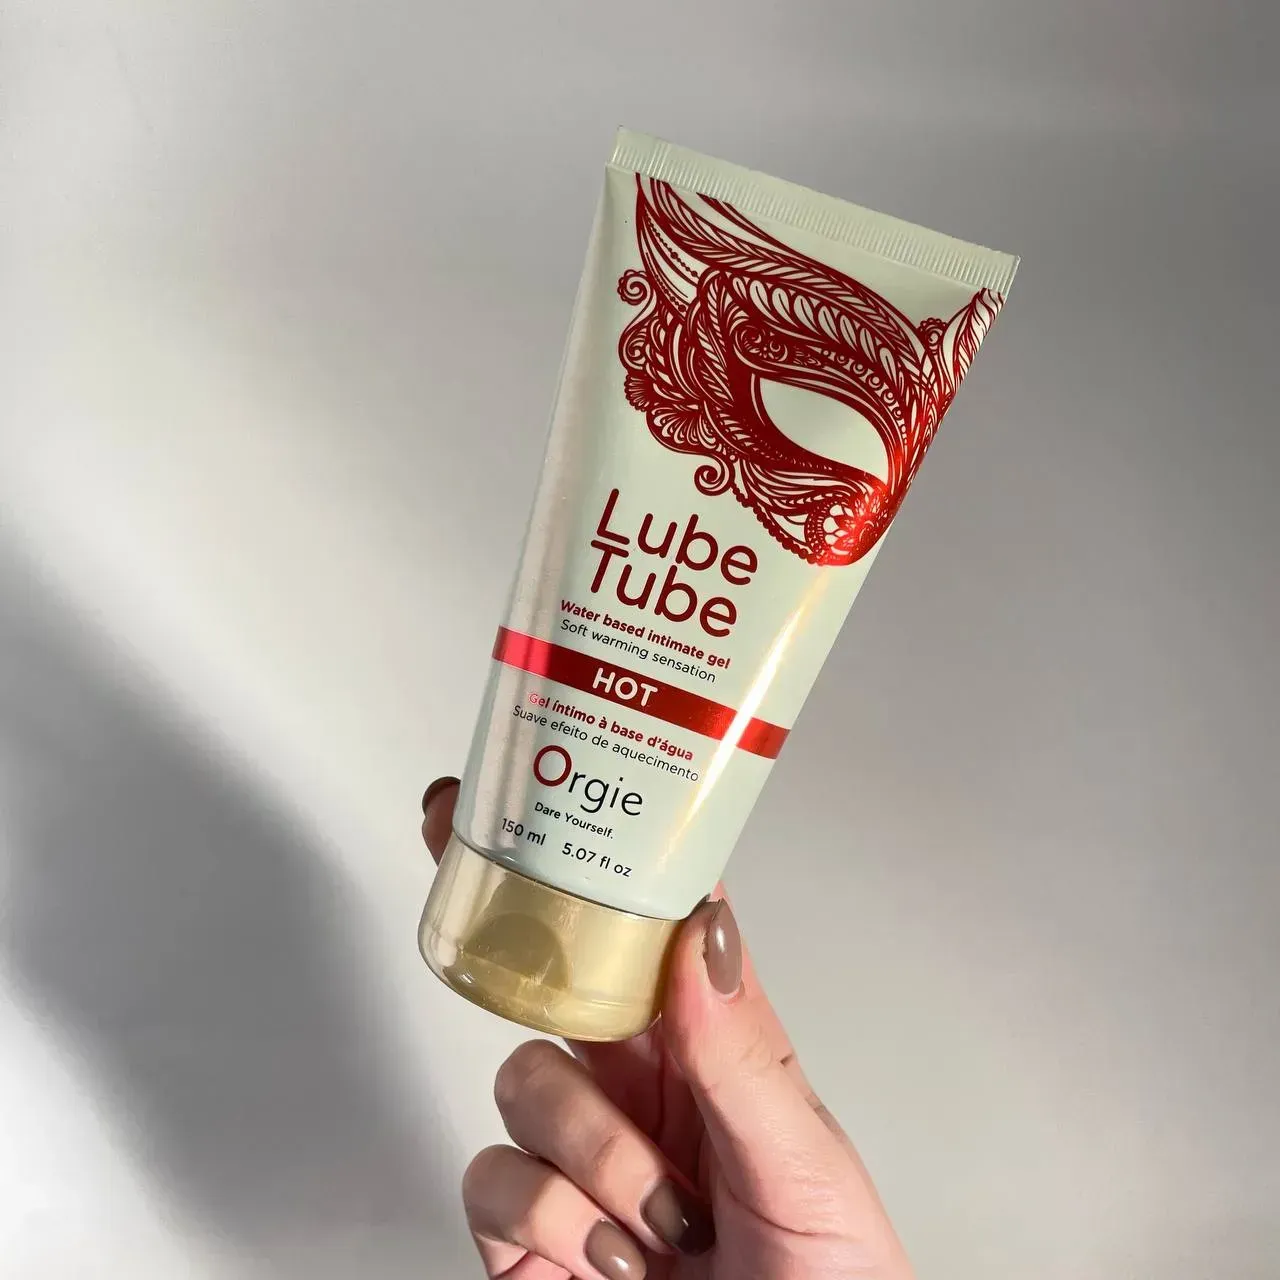 Lube
Tube
Water based intimate gel
Soft warming sensation
HOT
Gel íntimo à base d'água
Suave efeito de aquecimento
Orgie
Dare Yourself.
150 ml 5.07 fl oz